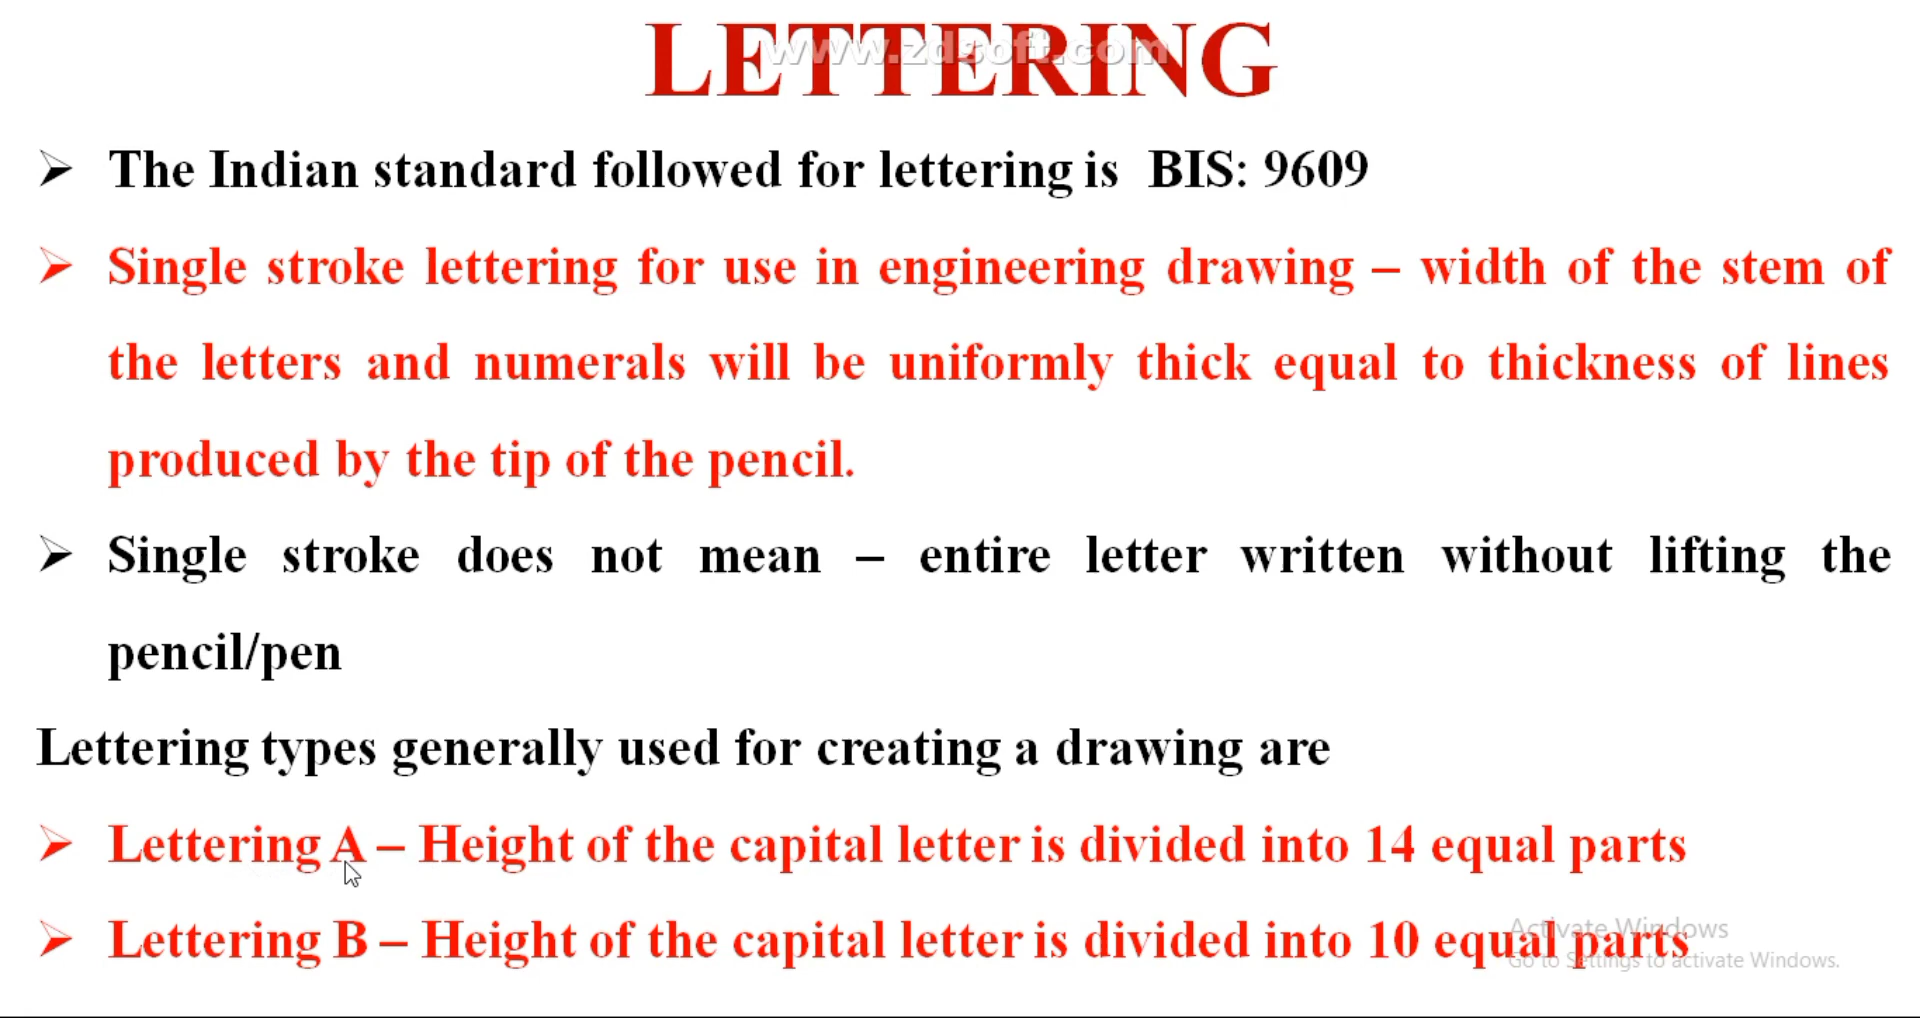 LETTERING
www.zdsoft.com
➢ The Indian standard followed for lettering is BIS: 9609
➢ Single stroke lettering for use in engineering drawing – width of the stem of
the letters and numerals will be uniformly thick equal to thickness of lines
produced by the tip of the pencil.
➢ Single stroke does not mean – entire letter written without lifting the
pencil/pen
Lettering types generally used for creating a drawing are
➢ Lettering A – Height of the capital letter is divided into 14 equal parts
➢ Lettering B – Height of the capital letter is divided into 10 equal parts
Activate Windows
Go to Settings to activate Windows.